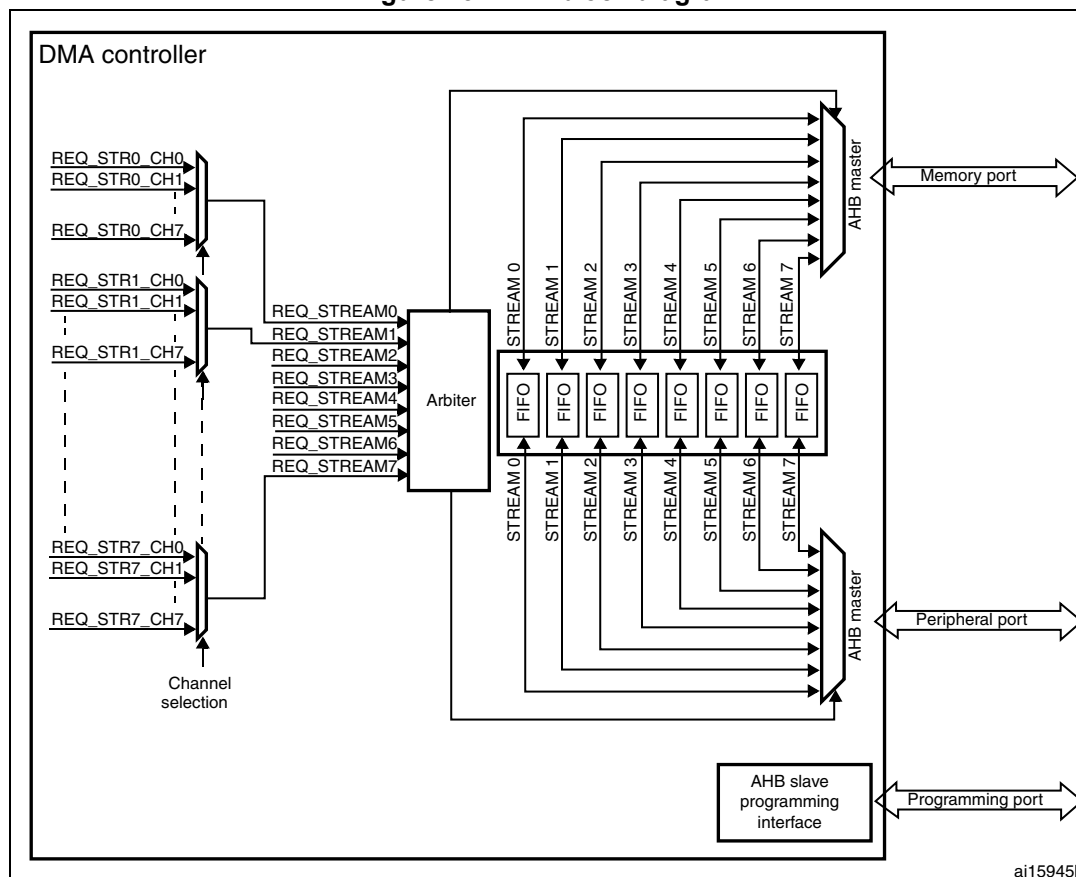 DMA controller
REQ_STR0_CH0
REQ_STR0_CH1
REQ_STR0_CH7
REQ_STR1_CH0
REQ_STR1_CH1
REQ_STR1_CH7
REQ_STR7_CH0
REQ_STR7_CH1
REQ_STR7_CH7
Channel
selection
REQ_STREAM0
REQ_STREAM1
REQ_STREAM2
REQ_STREAM3
REQ_STREAM4
REQ_STREAM5
REQ_STREAM6
REQ_STREAM7
Arbiter
STREAM 0
STREAM 1
STREAM 2
STREAM 3
STREAM 4
STREAM 5
STREAM 6
STREAM 7
FIFO
FIFO
FIFO
FIFO
FIFO
FIFO
FIFO
FIFO
STREAM 0
STREAM 1
STREAM 2
STREAM 3
STREAM 4
STREAM 5
STREAM 6
STREAM 7
AHB master
Memory port
AHB master
Peripheral port
AHB slave
programming
interface
Programming port